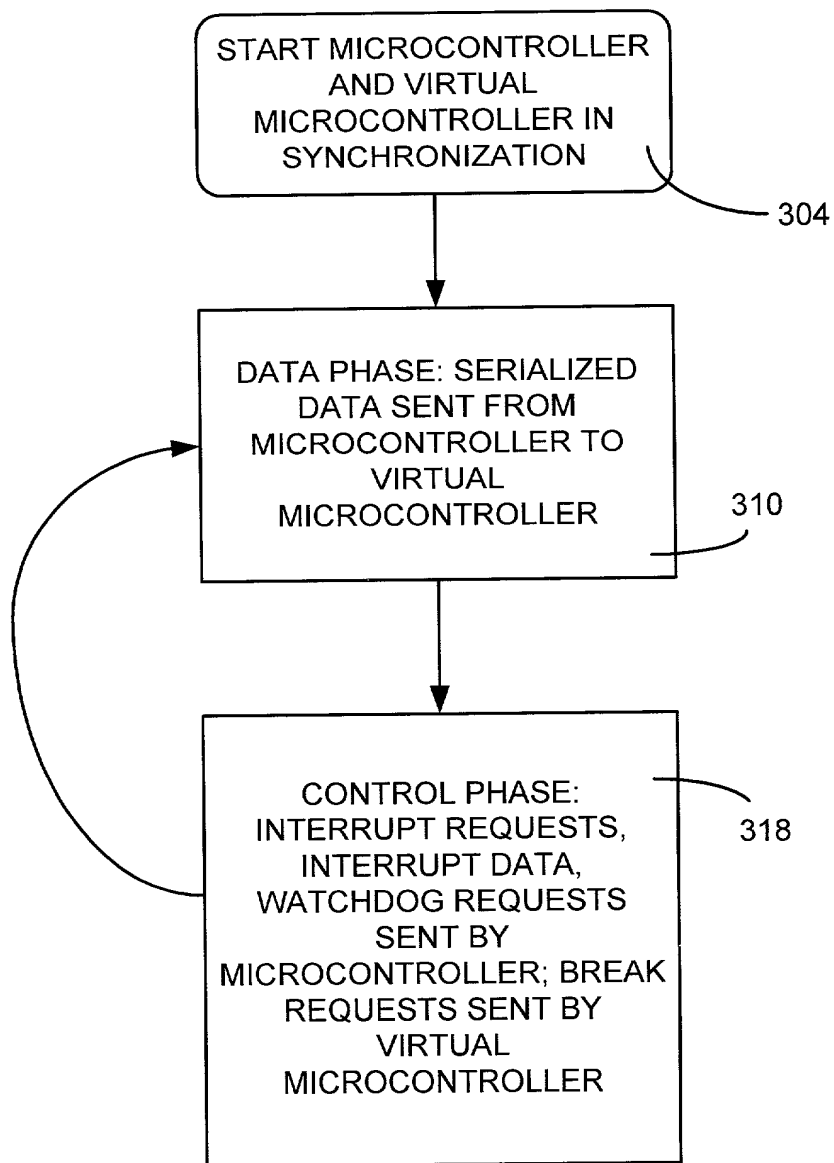 START MICROCONTROLLER
AND VIRTUAL
MICROCONTROLLER IN
SYNCHRONIZATION
304
DATA PHASE: SERIALIZED
DATA SENT FROM
MICROCONTROLLER TO
VIRTUAL
MICROCONTROLLER
310
CONTROL PHASE:
INTERRUPT REQUESTS,
INTERRUPT DATA,
WATCHDOG REQUESTS
SENT BY
MICROCONTROLLER; BREAK
REQUESTS SENT BY
VIRTUAL
MICROCONTROLLER
318